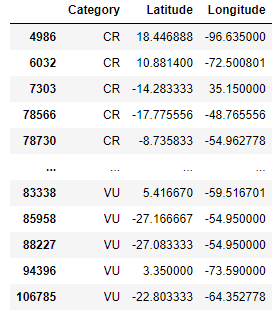 Category Latitude Longitude
4986 CR 18.446888 -96.635000
6032 CR 10.881400 -72.500801
7303 CR -14.283333 35.150000
78566 CR -17.775556 -48.765556
78730 CR -8.735833 -54.962778
... ... ... ...
83338 VU 5.416670 -59.516701
85958 VU -27.166667 -54.950000
88227 VU -27.083333 -54.950000
94396 VU 3.350000 -73.590000
106785 VU -22.803333 -64.352778